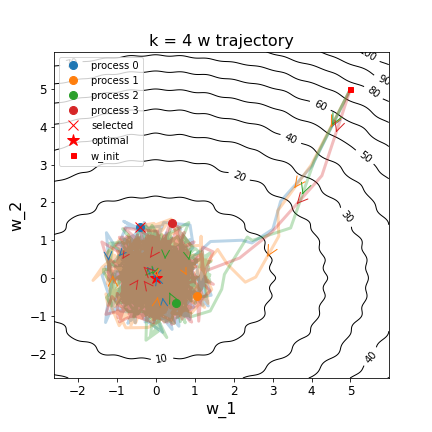 k = 4 w trajectory
process 0
process 1
process 2
process 3
selected
optimal
w_init
100
90
80
60
50
40
20
30
10
40
w_2
5
4
3
2
1
0
−1
−2
−2 −1 0 1 2 3 4 5
w_1